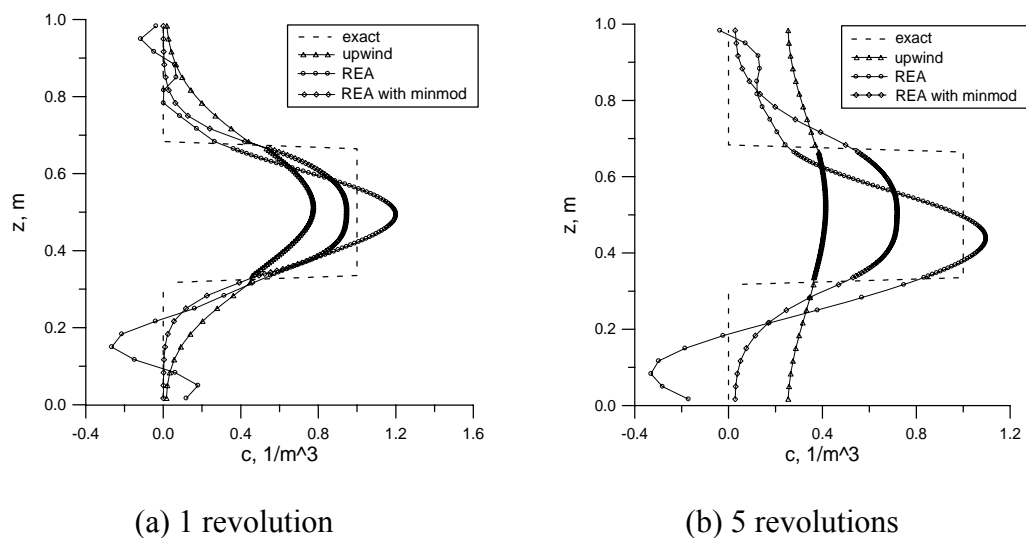 exact
upwind
REA
REA with minmod
1.0
0.8
0.6
0.4
0.2
0.0
z, m
-0.4 0.0 0.4 0.8 1.2 1.6
c, 1/m^3
(a) 1 revolution
exact
upwind
REA
REA with minmod
1.0
0.8
0.6
0.4
0.2
0.0
z, m
-0.4 0.0 0.4 0.8 1.2
c, 1/m^3
(b) 5 revolutions